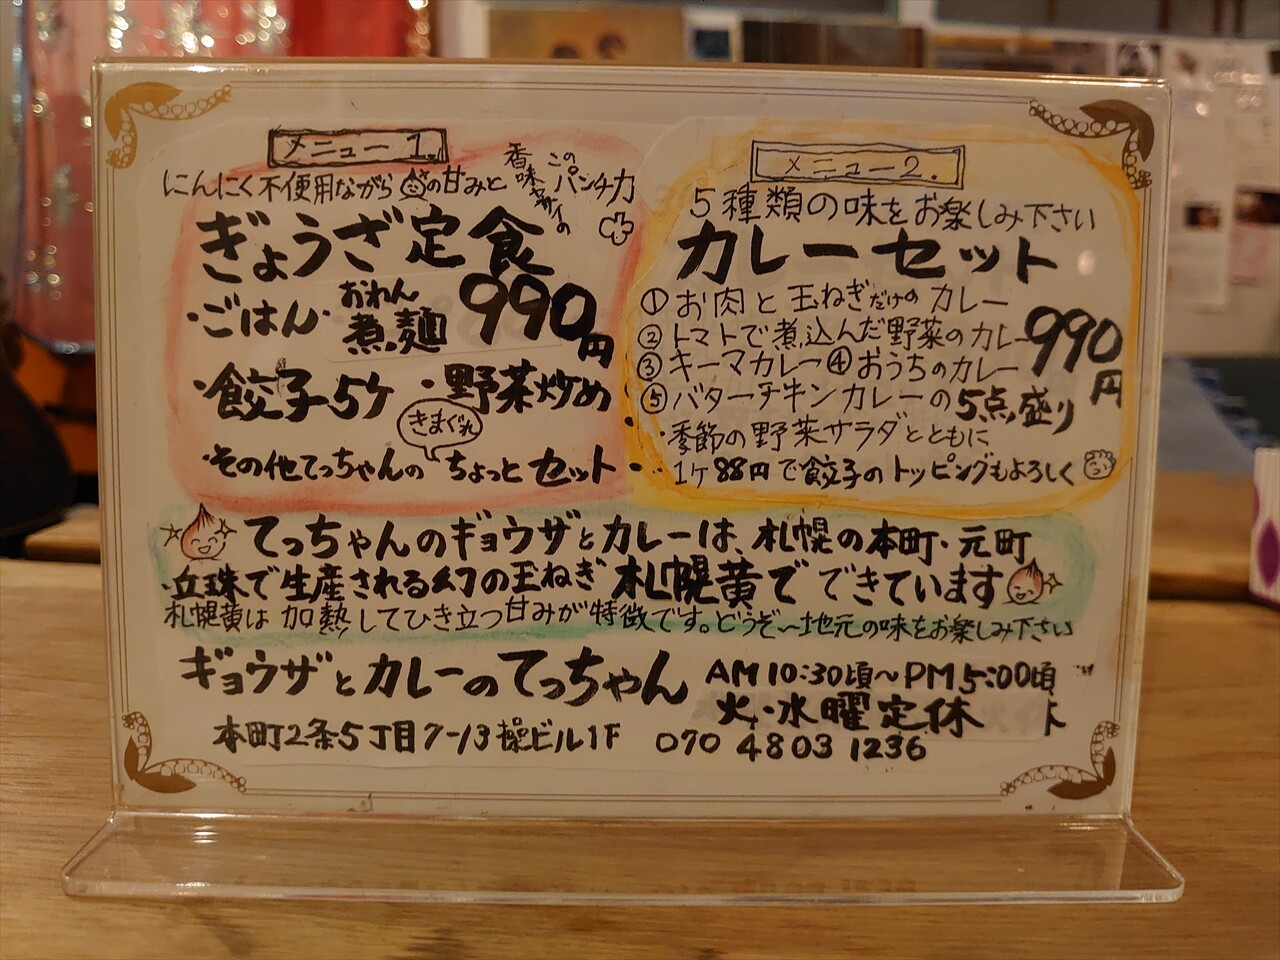 メニュー1.
にんにく不使用ながら の甘みと
香味ヤサイの
このパンチ力
ぎょうざ定食
・ごはん・おれん煮麺
990円
・餃子5ケ ・野菜炒め
きまぐれ
・その他てっちゃんのちょっとセット
メニュー2.
5種類の味をお楽しみ下さい
カレーセット
①お肉と玉ねぎだけのカレー
②トマトで煮込んだ野菜のカレー
③キーマカレー④おうちのカレー
990円
⑤バターチキンカレーの5点盛り
・季節の野菜サラダとともに
・1ケ88円で餃子のトッピングもよろしく
てっちゃんのギョウザとカレーは、札幌の本町・元町
・丘珠で生産される幻の玉ねぎ札幌黄でできています
札幌黄は加熱してひき立つ甘みが特徴です。どうぞ〜地元の味をお楽しみ下さい
ギョウザとカレーのてっちゃん
AM10:30頃〜PM5:00頃
火・水曜定休
本町2条5丁目7-13 操ビル1F 070 4803 1236